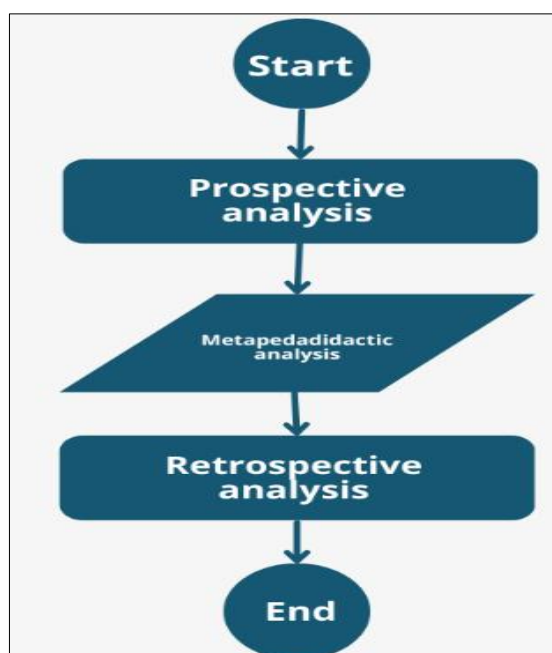 Start
Prospective
analysis
Metapedadidactic
analysis
Retrospective
analysis
End